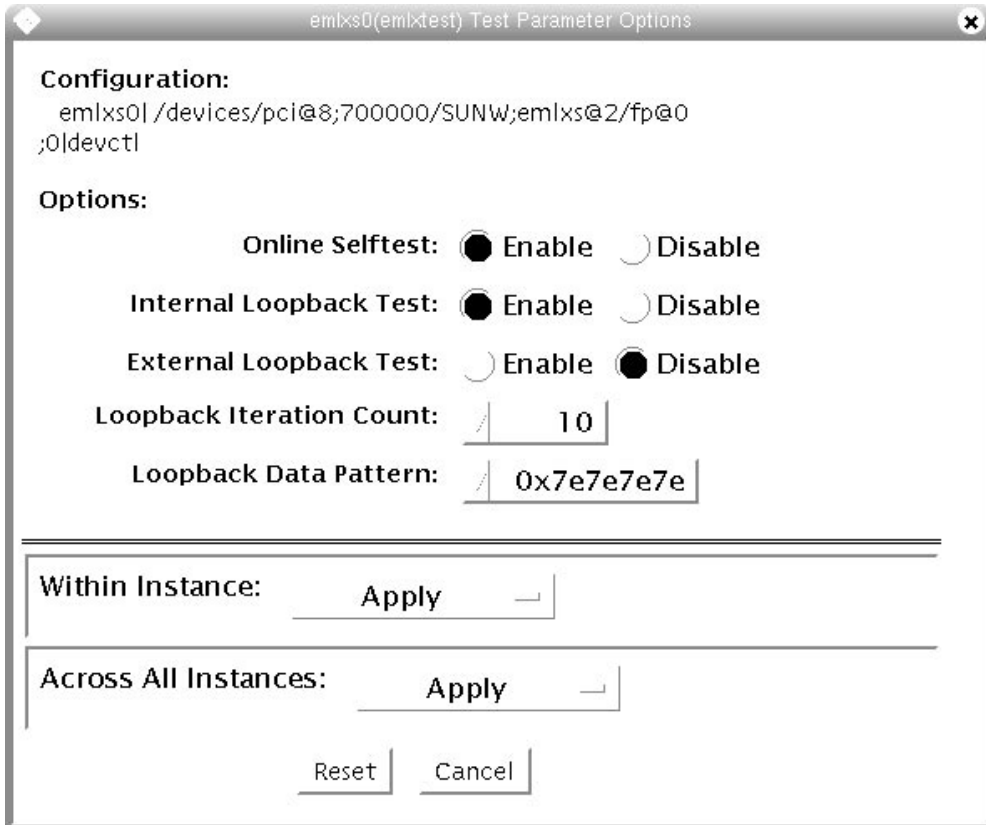 emlxs0(emlxtest) Test Parameter Options
Configuration:
emlxs0| /devices/pci@8;700000/SUNW;emlxs@2/fp@0
;0|devctl
Options:
Online Selftest: Enable Disable
Internal Loopback Test: Enable Disable
External Loopback Test: Enable Disable
Loopback Iteration Count: 10
Loopback Data Pattern: 0x7e7e7e7e
Within Instance: Apply
Across All Instances: Apply
Reset Cancel